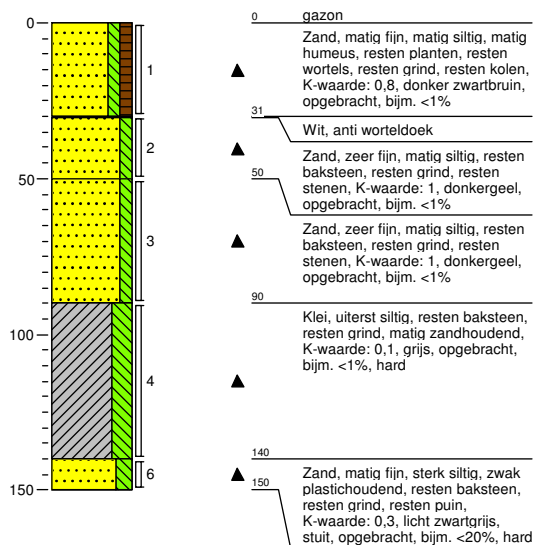 0
50
100
150
1
2
3
4
6
0 gazon
Zand, matig fijn, matig siltig, matig
humeus, resten planten, resten
wortels, resten grind, resten kolen,
K-waarde: 0,8, donker zwartbruin,
opgebracht, bijm. <1%
31
Wit, anti worteldoek
Zand, zeer fijn, matig siltig, resten
baksteen, resten grind, resten
stenen, K-waarde: 1, donkergeel,
opgebracht, bijm. <1%
50
Zand, zeer fijn, matig siltig, resten
baksteen, resten grind, resten
stenen, K-waarde: 1, donkergeel,
opgebracht, bijm. <1%
90
Klei, uiterst siltig, resten baksteen,
resten grind, matig zandhoudend,
K-waarde: 0,1, grijs, opgebracht,
bijm. <1%, hard
140
Zand, matig fijn, sterk siltig, zwak
plastichoudend, resten baksteen,
resten grind, resten puin,
K-waarde: 0,3, licht zwartgrijs,
stuit, opgebracht, bijm. <20%, hard
150